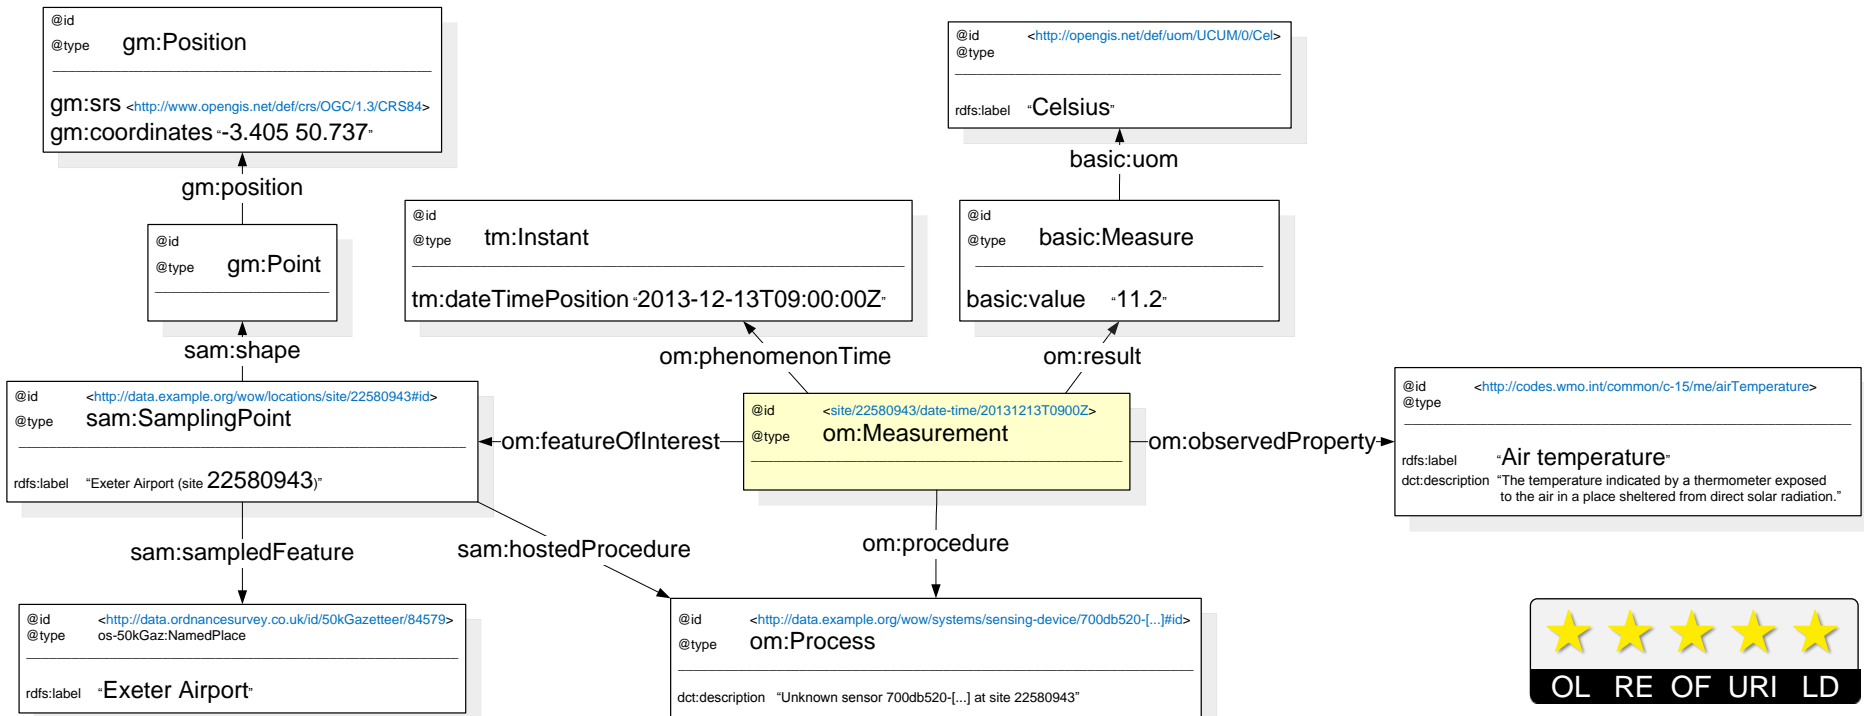 @id
@type gm:Position
gm:srs <http://www.opengis.net/def/crs/OGC/1.3/CRS84>
gm:coordinates “-3.405 50.737”
@id <http://opengis.net/def/uom/UCUM/0/Cel>
@type
rdfs:label “Celsius”
gm:position
basic:uom
@id
@type gm:Point
@id
@type tm:Instant
tm:dateTimePosition “2013-12-13T09:00:00Z”
@id
@type basic:Measure
basic:value “11.2”
sam:shape
om:phenomenonTime
om:result
@id <http://data.example.org/wow/locations/site/22580943#id>
@type sam:SamplingPoint
rdfs:label “Exeter Airport (site 22580943)”
om:featureOfInterest
@id <site/22580943/date-time/20131213T0900Z>
@type om:Measurement
om:observedProperty
@id <http://codes.wmo.int/common/c-15/me/airTemperature>
@type
rdfs:label “Air temperature”
dct:description “The temperature indicated by a thermometer exposed
to the air in a place sheltered from direct solar radiation.”
sam:sampledFeature
sam:hostedProcedure
om:procedure
@id <http://data.ordnancesurvey.co.uk/id/50kGazetteer/84579>
@type os-50kGaz:NamedPlace
rdfs:label “Exeter Airport”
@id <http://data.example.org/wow/systems/sensing-device/700db520-[...]#id>
@type om:Process
dct:description “Unknown sensor 700db520-[...] at site 22580943”
OL RE OF URI LD